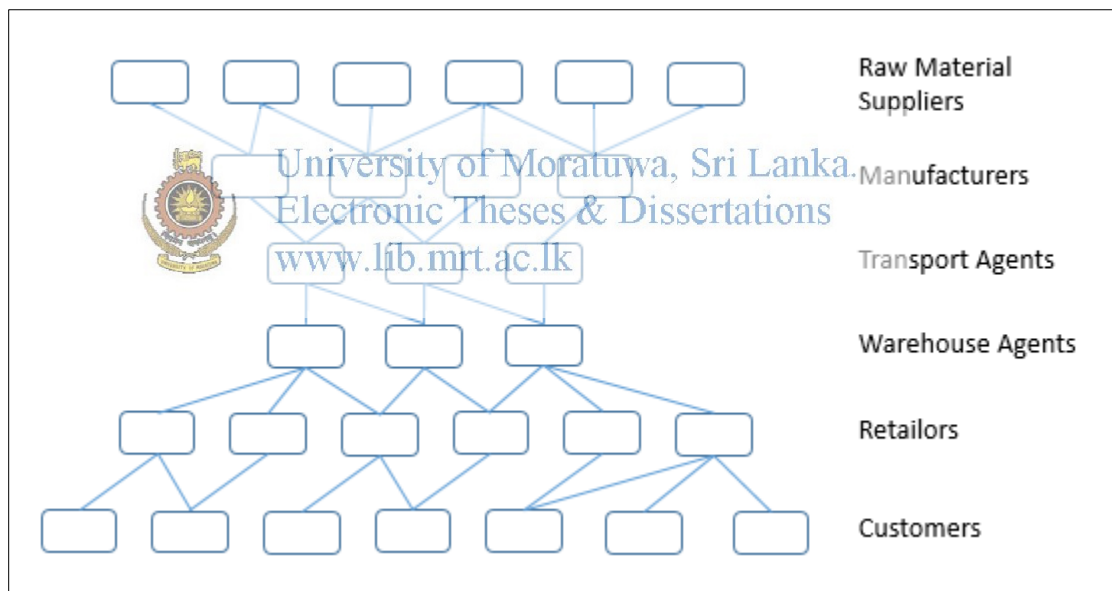 Raw Material
Suppliers
University of Moratuwa, Sri Lanka.
Manufacturers
Electronic Theses & Dissertations
www.lib.mrt.ac.lk
Transport Agents
Warehouse Agents
Retailors
Customers